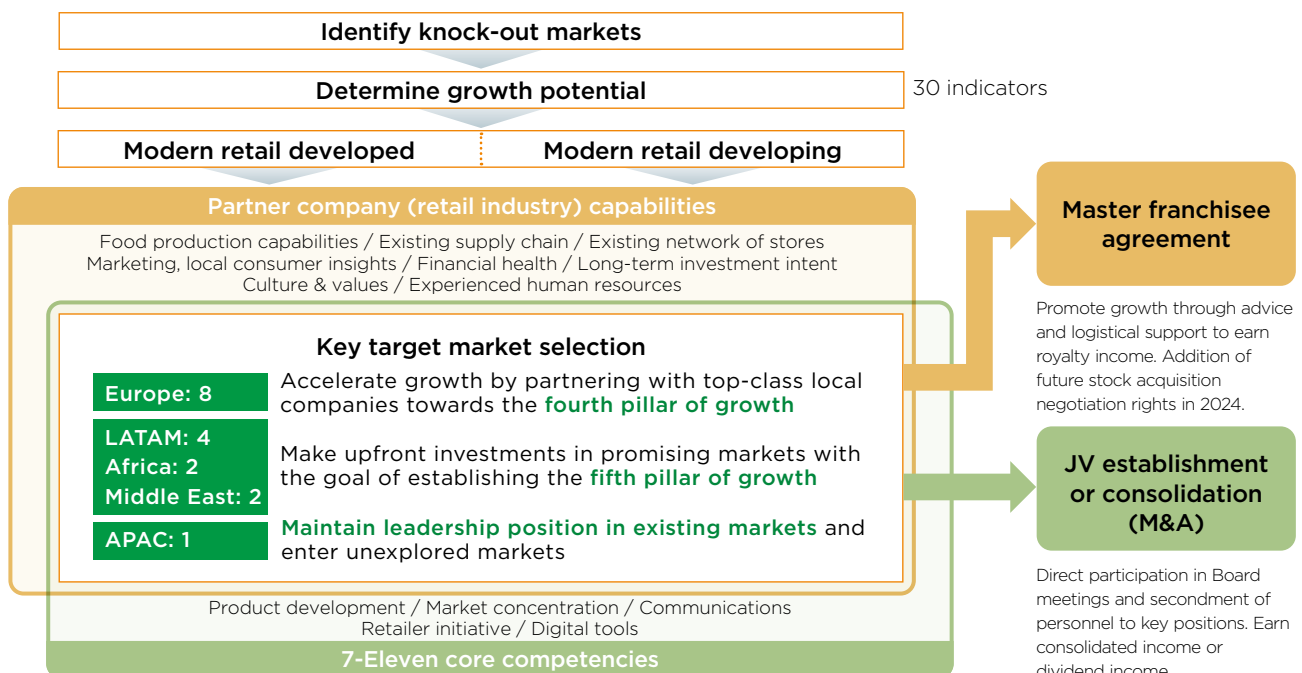 Identify knock-out markets
Determine growth potential
30 indicators
Modern retail developed
Modern retail developing
Partner company (retail industry) capabilities
Food production capabilities / Existing supply chain / Existing network of stores
Marketing, local consumer insights / Financial health / Long-term investment intent
Culture & values / Experienced human resources
Key target market selection
Europe: 8
Accelerate growth by partnering with top-class local
companies towards the fourth pillar of growth
LATAM: 4
Africa: 2
Middle East: 2
Make upfront investments in promising markets with
the goal of establishing the fifth pillar of growth
APAC: 1
Maintain leadership position in existing markets and
enter unexplored markets
Product development / Market concentration / Communications
Retailer initiative / Digital tools
7-Eleven core competencies
Master franchisee
agreement
Promote growth through advice
and logistical support to earn
royalty income. Addition of
future stock acquisition
negotiation rights in 2024.
JV establishment
or consolidation
(M&A)
Direct participation in Board
meetings and secondment of
personnel to key positions. Earn
consolidated income or
dividend income.